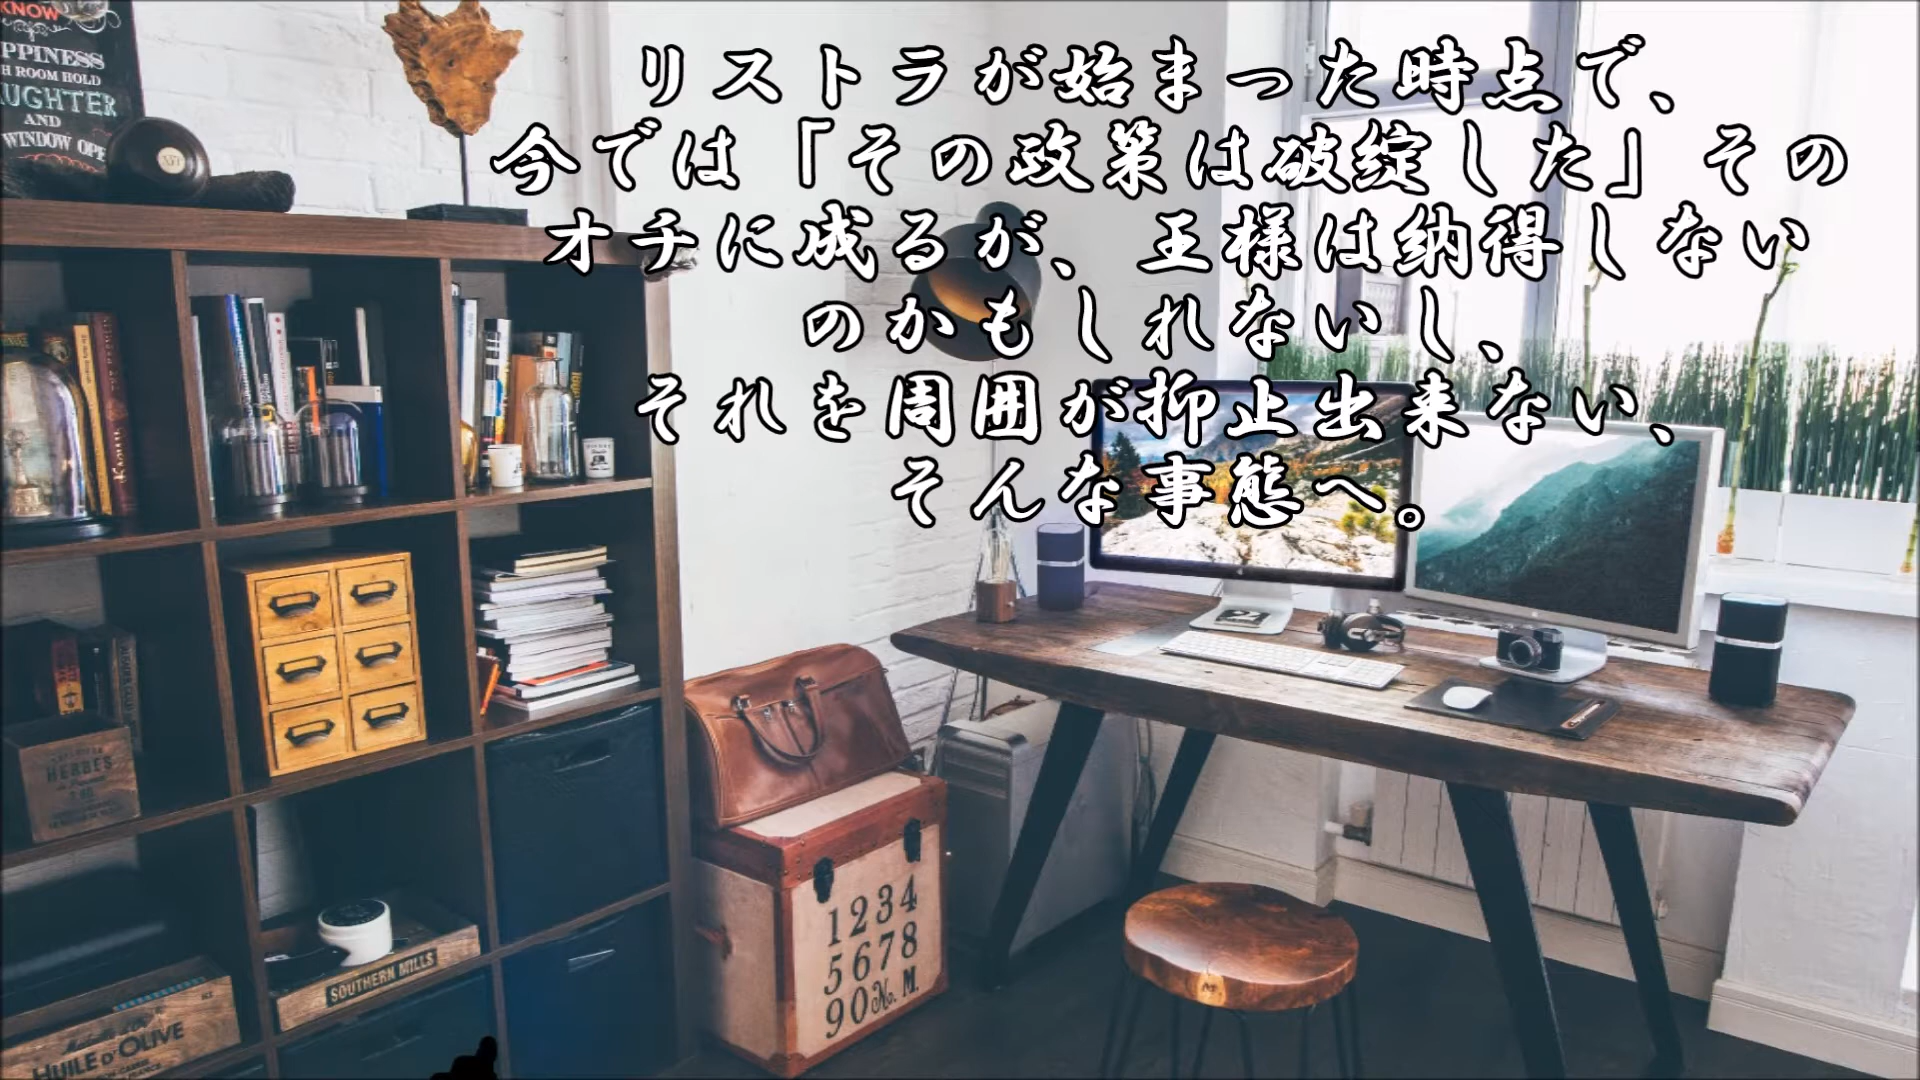 リストラが始まった時点で、
今では「その政策は破綻した」その
オチに成るが、王様は納得しない
のかもしれないし、
それを周囲が抑止出来ない、
そんな事態へ。
KNOW
PPINESS
H ROOM HOLD
UGHTER
AND
WINDOW OPE
HERBES
SOUTHERN MILLS
HUILE D'OLIVE
1234
5678
90 N. M.
21